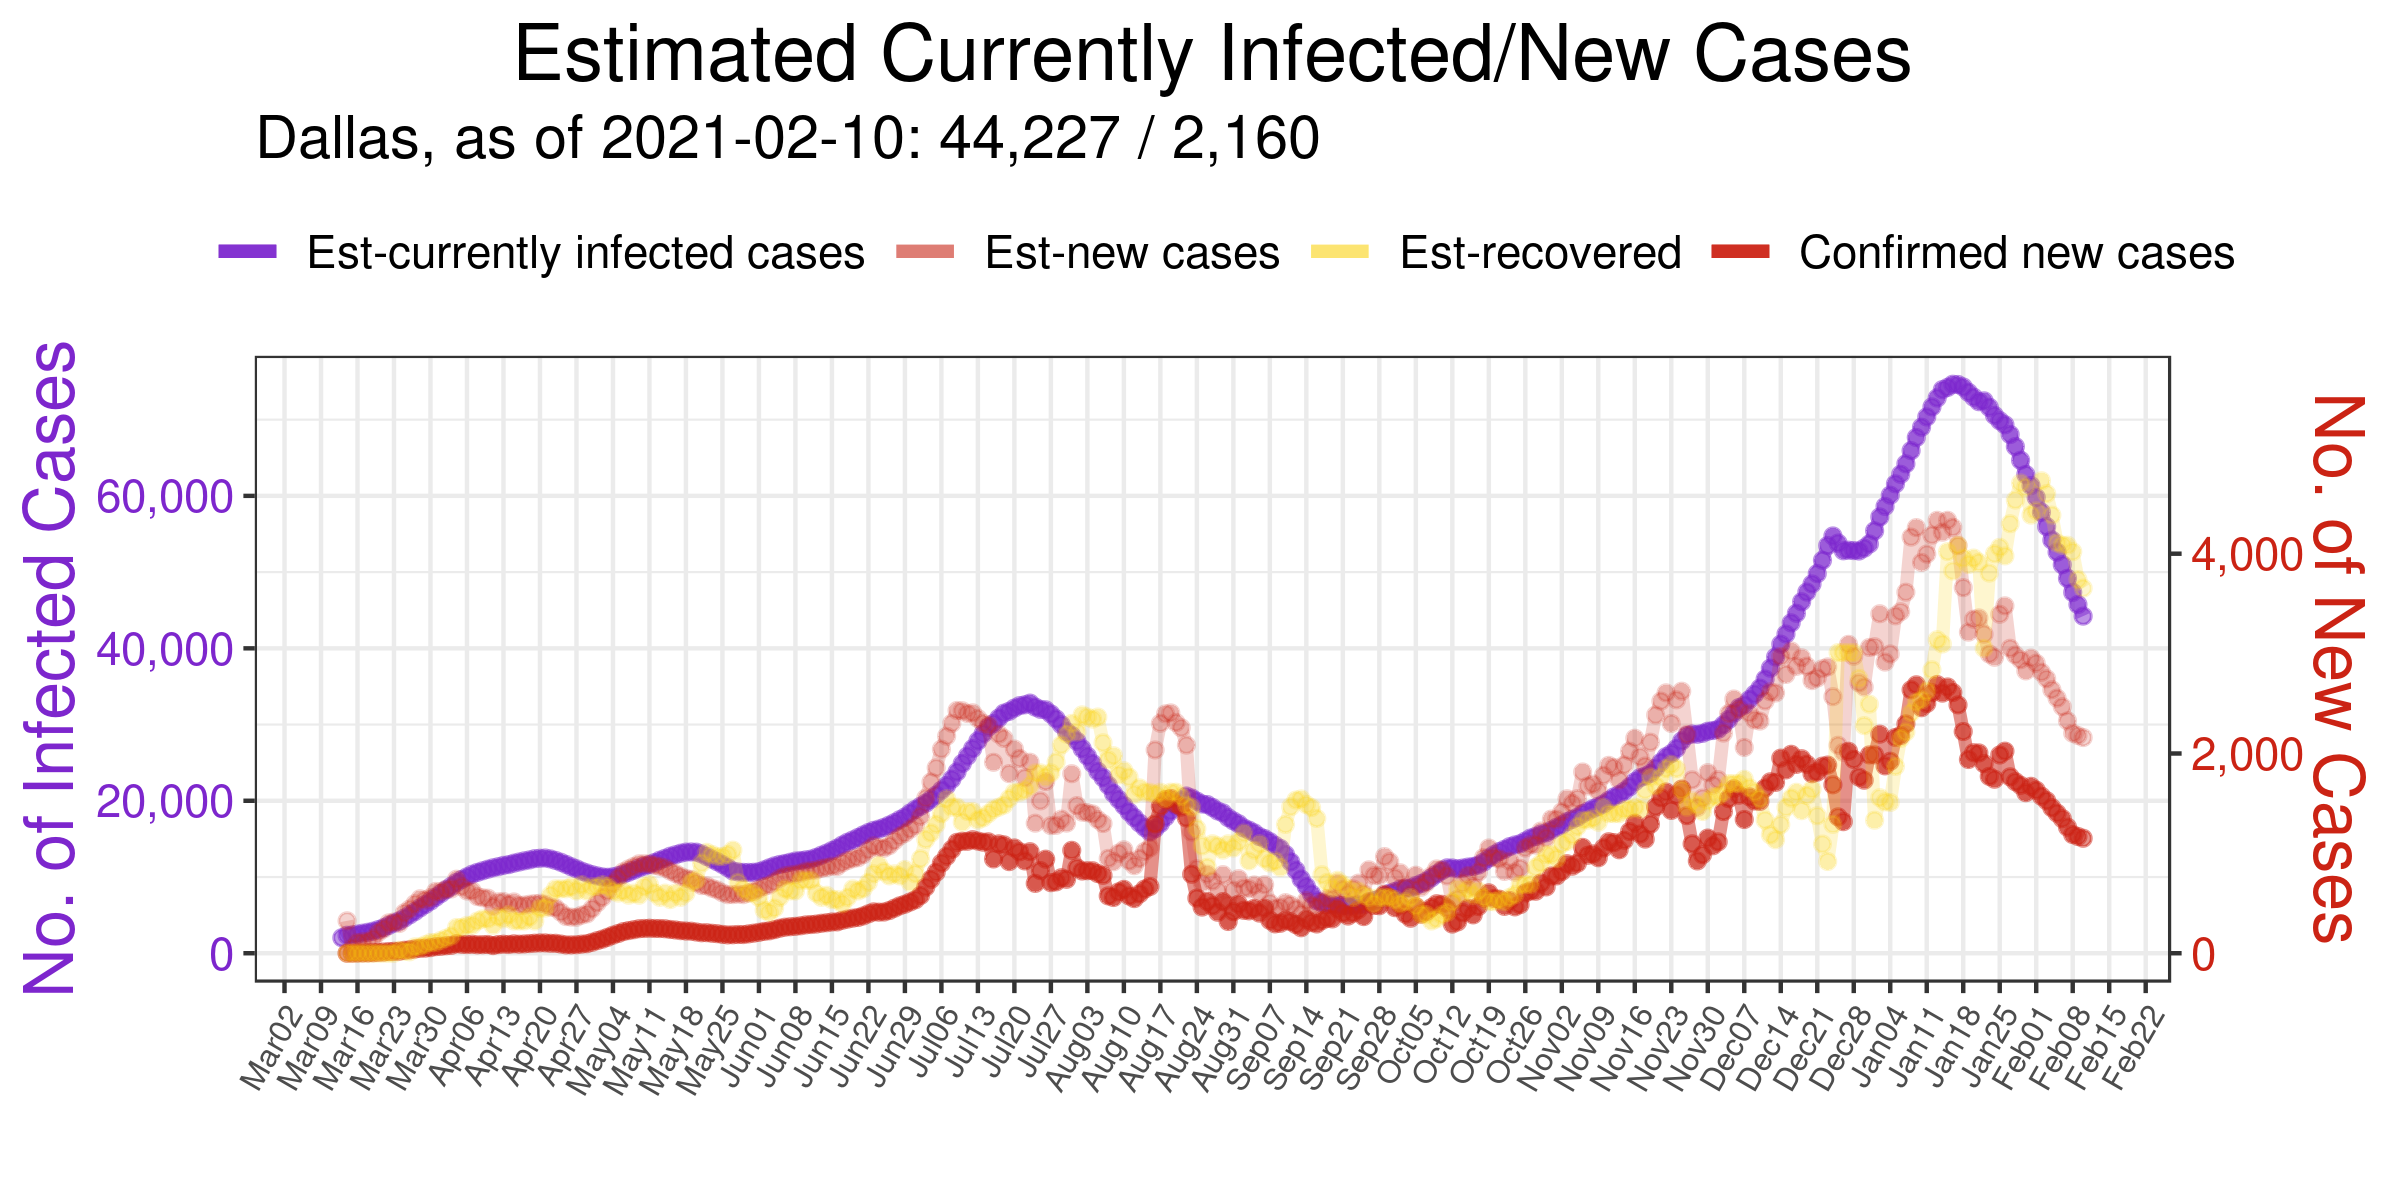 Estimated Currently Infected/New Cases
Dallas, as of 2021-02-10: 44,227 / 2,160
Est-currently infected cases
Est-new cases
Est-recovered
Confirmed new cases
No. of Infected Cases
60,000
40,000
20,000
0
4,000
2,000
0
No. of New Cases
Mar02
Mar09
Mar16
Mar23
Mar30
Apr06
Apr13
Apr20
Apr27
May04
May11
May18
May25
Jun01
Jun08
Jun15
Jun22
Jun29
Jul06
Jul13
Jul20
Jul27
Aug03
Aug10
Aug17
Aug24
Aug31
Sep07
Sep14
Sep21
Sep28
Oct05
Oct12
Oct19
Oct26
Nov02
Nov09
Nov16
Nov23
Nov30
Dec07
Dec14
Dec21
Dec28
Jan04
Jan11
Jan18
Jan25
Feb01
Feb08
Feb15
Feb22